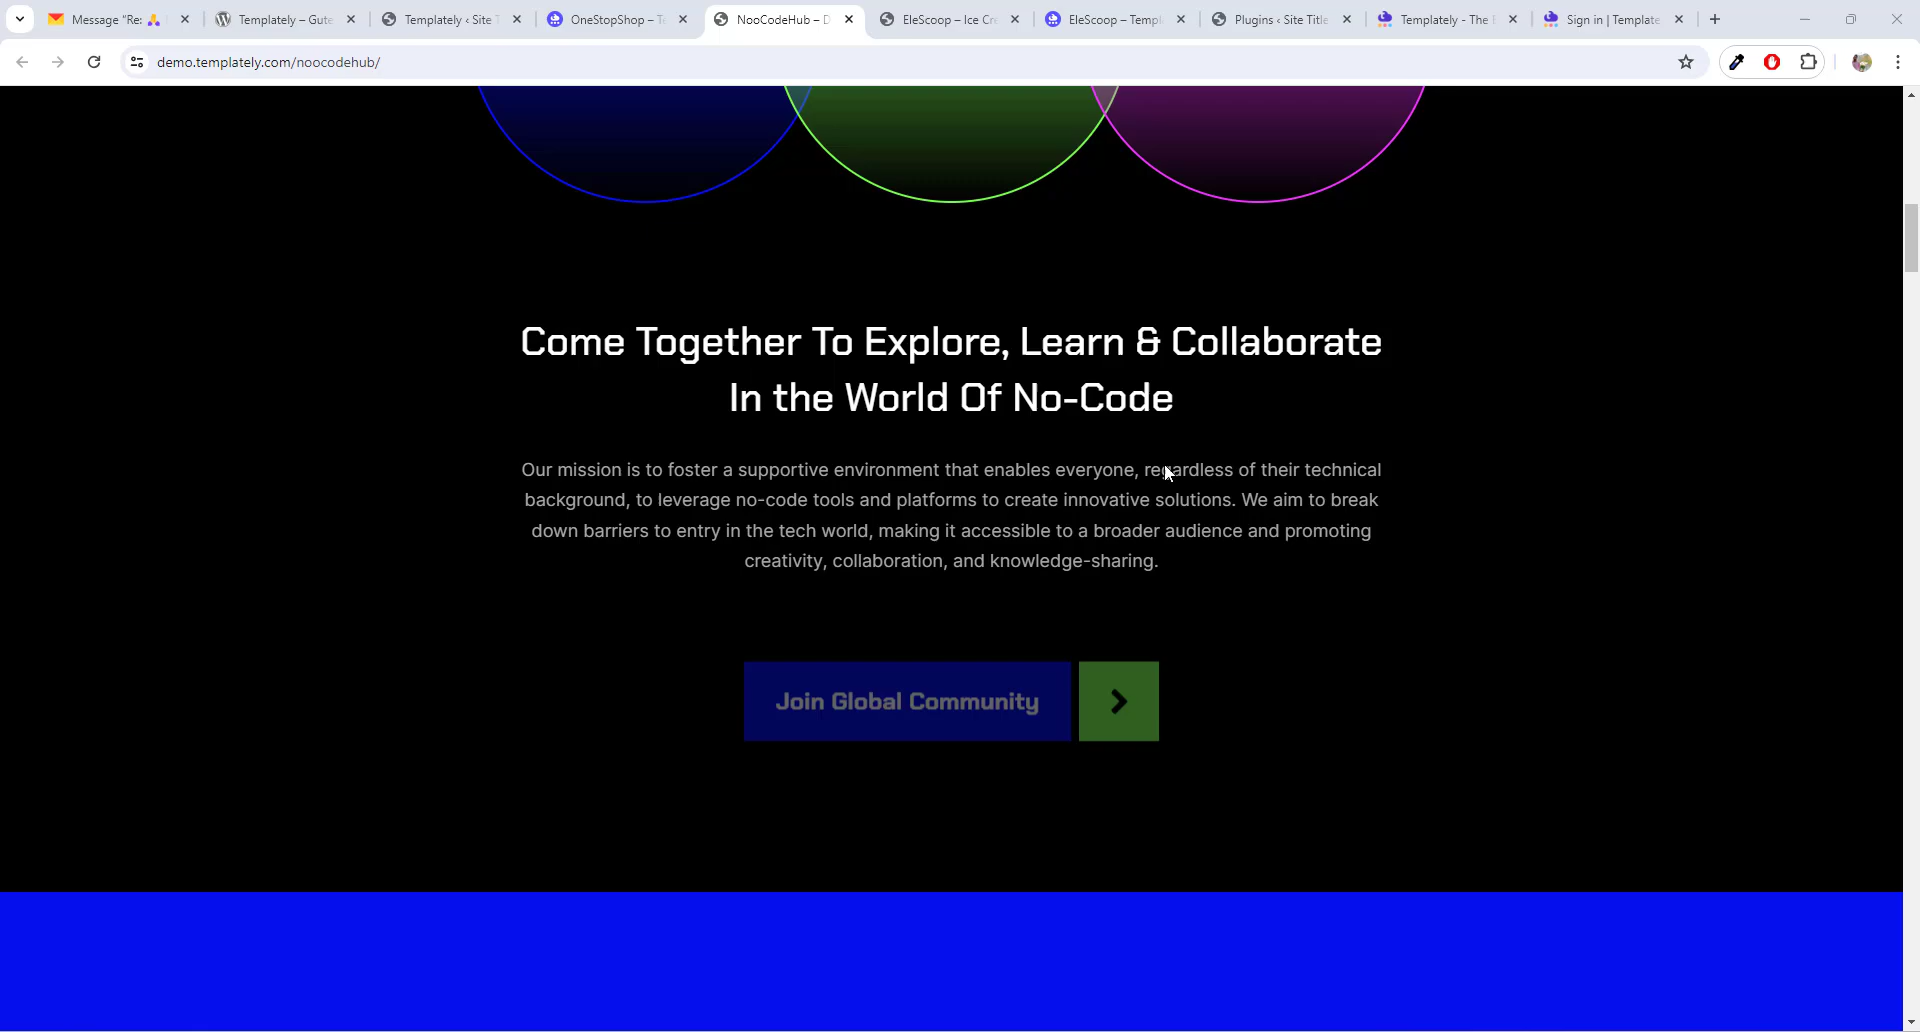 Message "Re:
Templately – Gute
Templately ‹ Site T
OneStopShop – Te
NooCodeHub – D
EleScoop – Ice Cre
EleScoop – Templ
Plugins ‹ Site Title
Templately - The B
Sign in | Template
demo.templately.com/noocodehub/
Come Together To Explore, Learn & Collaborate
In the World Of No-Code
Our mission is to foster a supportive environment that enables everyone, regardless of their technical
background, to leverage no-code tools and platforms to create innovative solutions. We aim to break
down barriers to entry in the tech world, making it accessible to a broader audience and promoting
creativity, collaboration, and knowledge-sharing.
Join Global Community